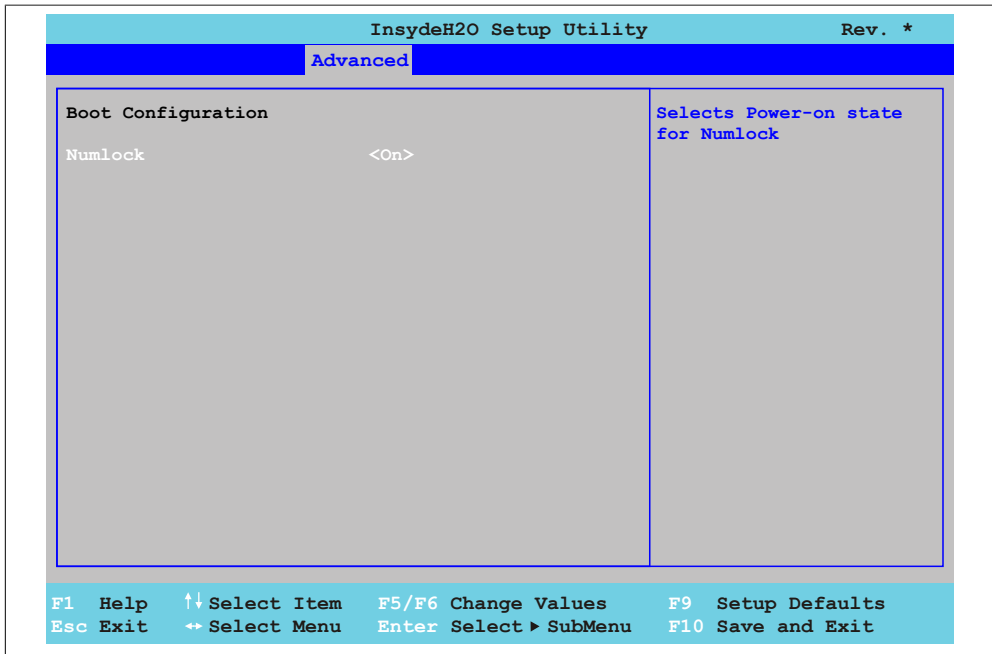 InsydeH2O Setup Utility Rev. *
Advanced
Boot Configuration
Numlock <On>
Selects Power-on state
for Numlock
F1 Help ↑↓ Select Item F5/F6 Change Values F9 Setup Defaults
Esc Exit ↔ Select Menu Enter Select ▶ SubMenu F10 Save and Exit